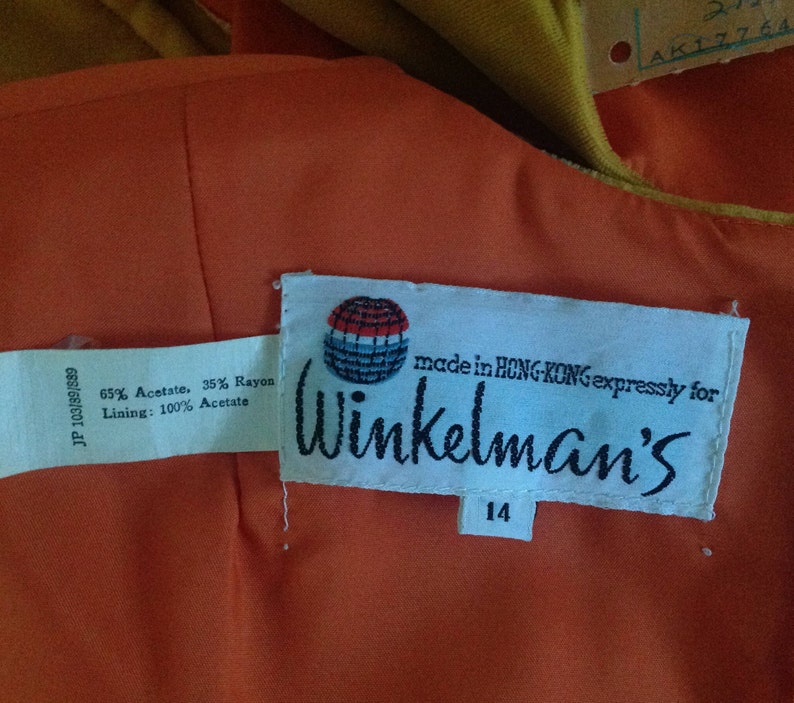 AK17764
JP 103/89/889
65% Acetate, 35% Rayon
Lining: 100% Acetate
made in HONG-KONG expressly for
Winkelman's
14